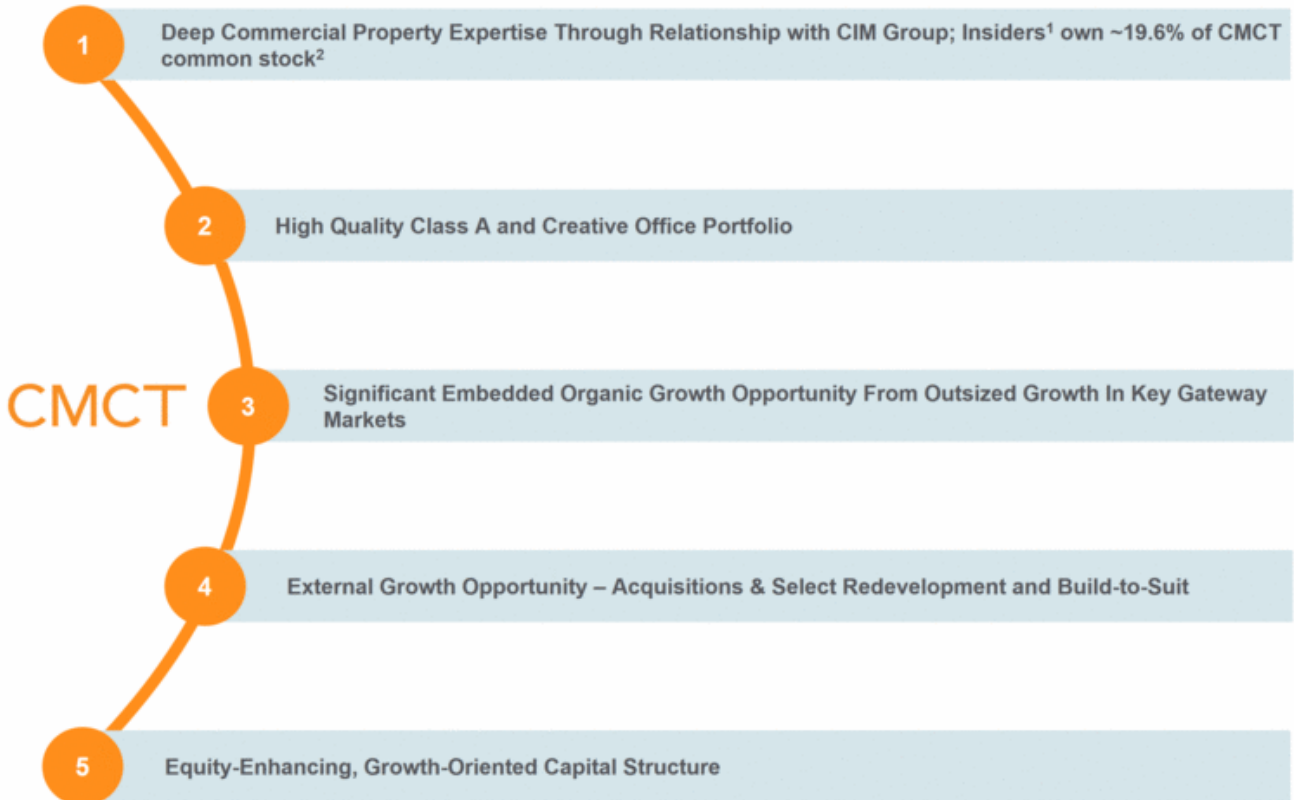 1
Deep Commercial Property Expertise Through Relationship with CIM Group; Insiders¹ own ~19.6% of CMCT
common stock²
2
High Quality Class A and Creative Office Portfolio
CMCT
3
Significant Embedded Organic Growth Opportunity From Outsized Growth In Key Gateway
Markets
4
External Growth Opportunity – Acquisitions & Select Redevelopment and Build-to-Suit
5
Equity-Enhancing, Growth-Oriented Capital Structure